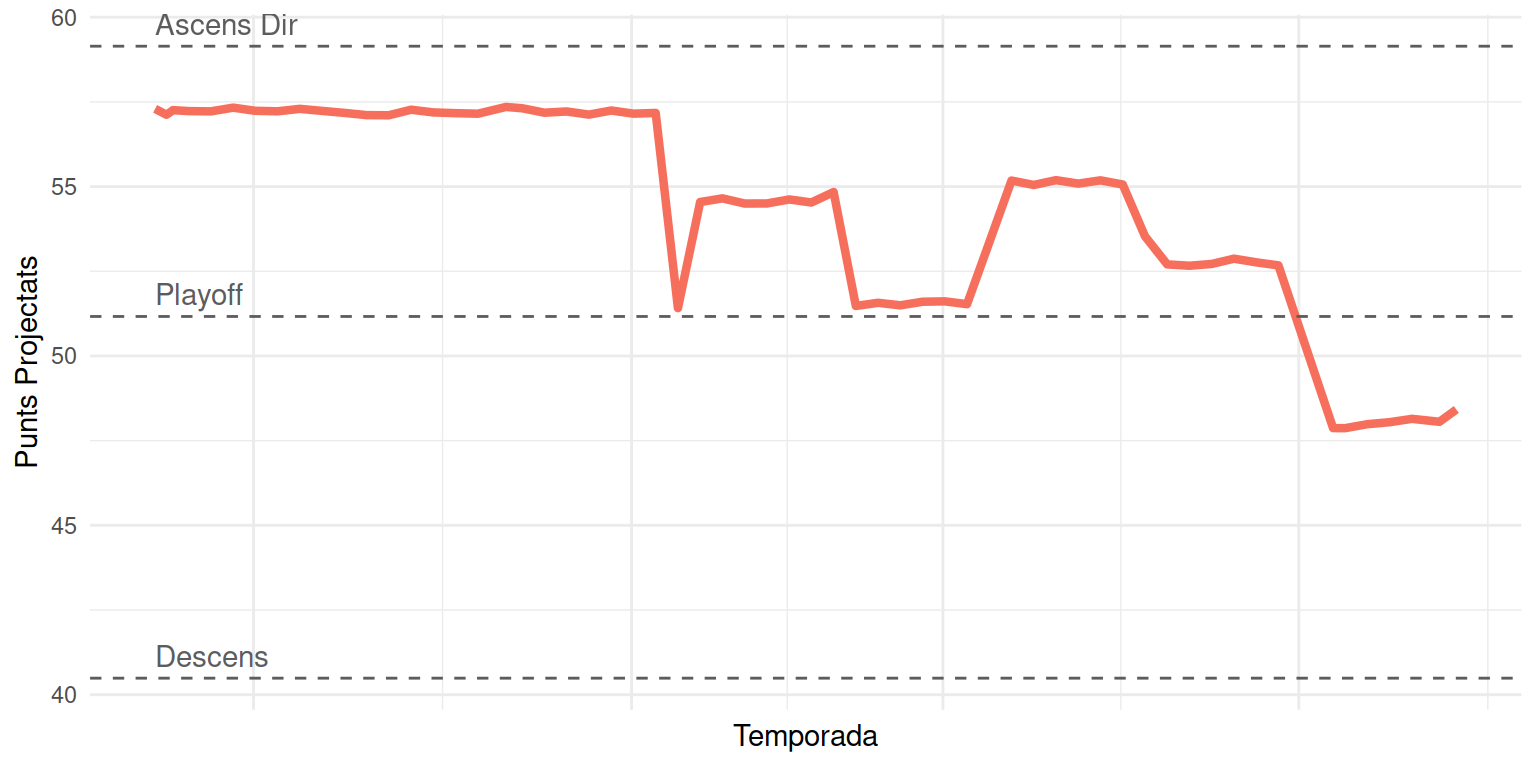 60
Ascens Dir
55
Playoff
50
45
Descens
40
Punts Projectats
Temporada